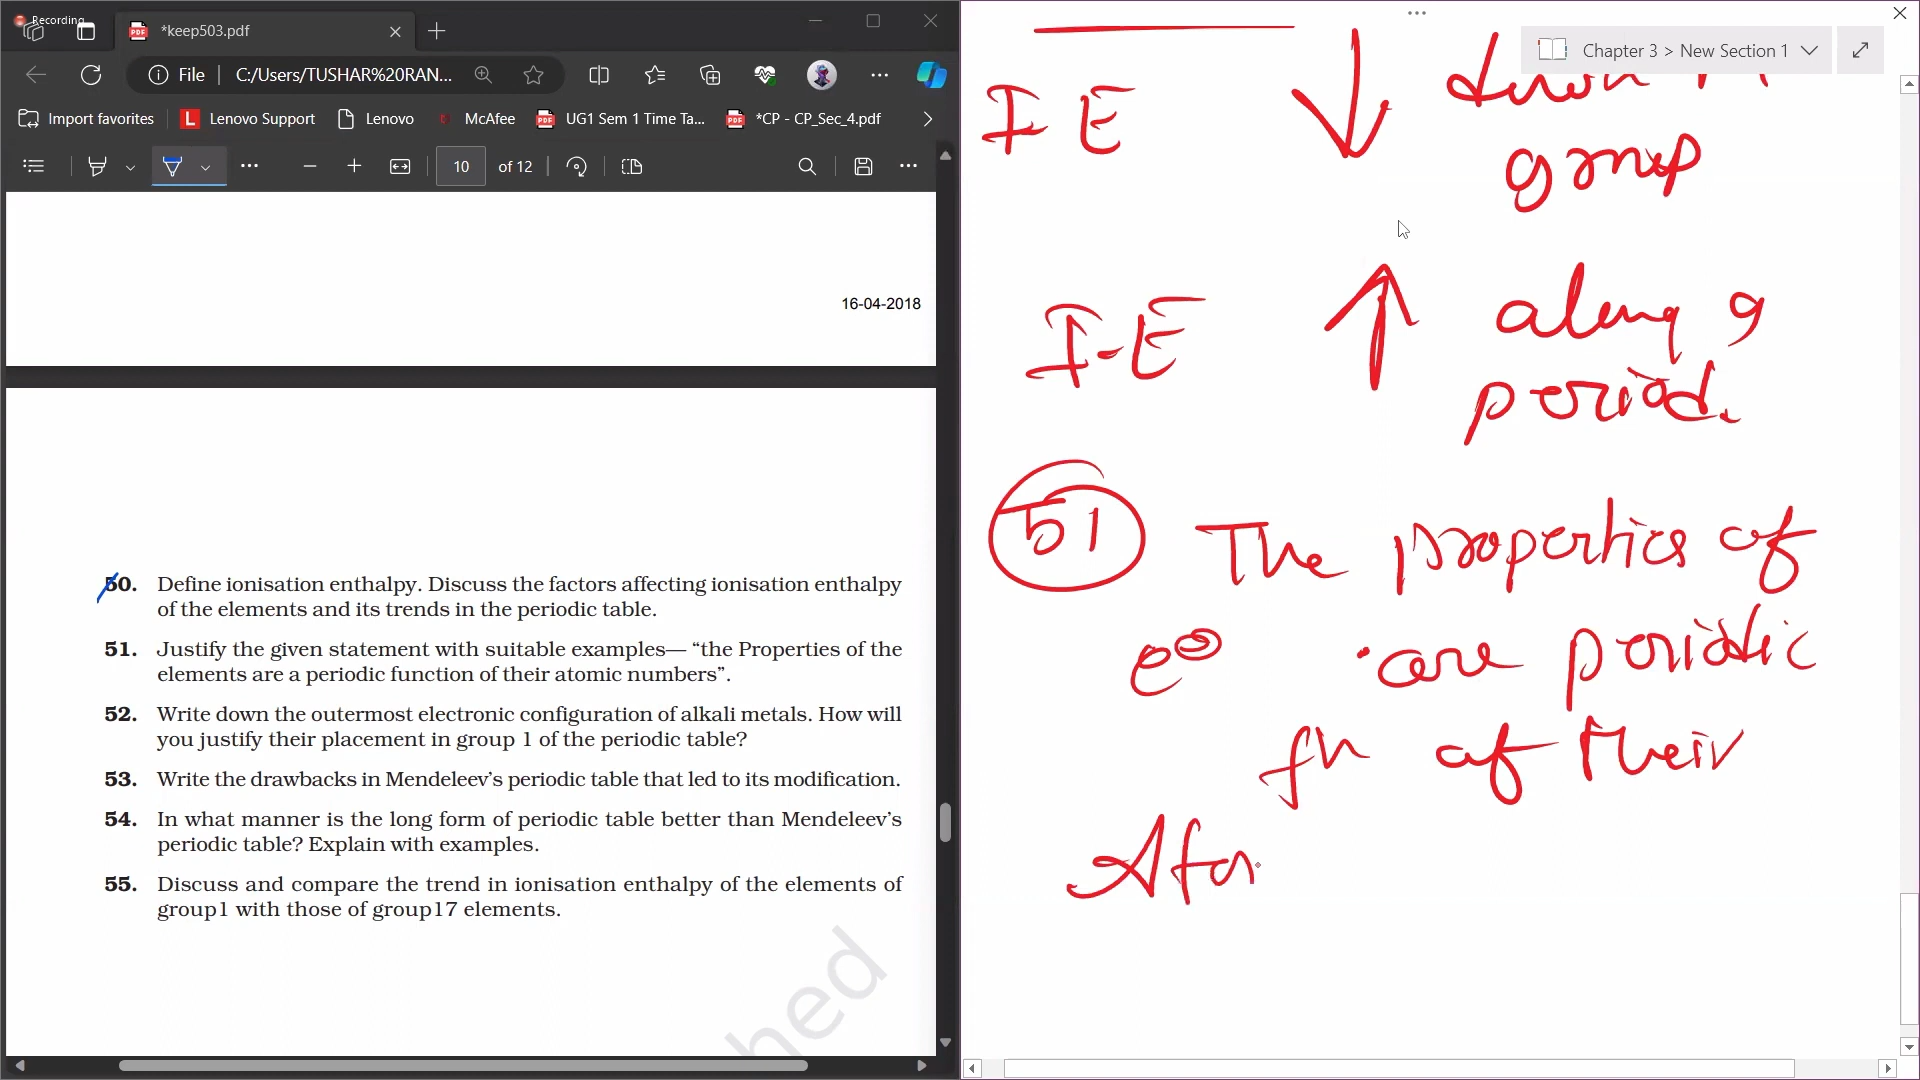 Recording
*keep503.pdf
File
C:/Users/TUSHAR%20RAN...
Import favorites
Lenovo Support
Lenovo
McAfee
UG1 Sem 1 Time Ta...
*CP - CP_Sec_4.pdf
10 of 12
16-04-2018
50. Define ionisation enthalpy. Discuss the factors affecting ionisation enthalpy
of the elements and its trends in the periodic table.
51. Justify the given statement with suitable examples— “the Properties of the
elements are a periodic function of their atomic numbers”.
52. Write down the outermost electronic configuration of alkali metals. How will
you justify their placement in group 1 of the periodic table?
53. Write the drawbacks in Mendeleev’s periodic table that led to its modification.
54. In what manner is the long form of periodic table better than Mendeleev’s
periodic table? Explain with examples.
55. Discuss and compare the trend in ionisation enthalpy of the elements of
group1 with those of group17 elements.
hed
Chapter 3 > New Section 1
I E ↓ down
group
I-E ↑ along a
period.
51 The properties of
are periodic
fn of their
Ato